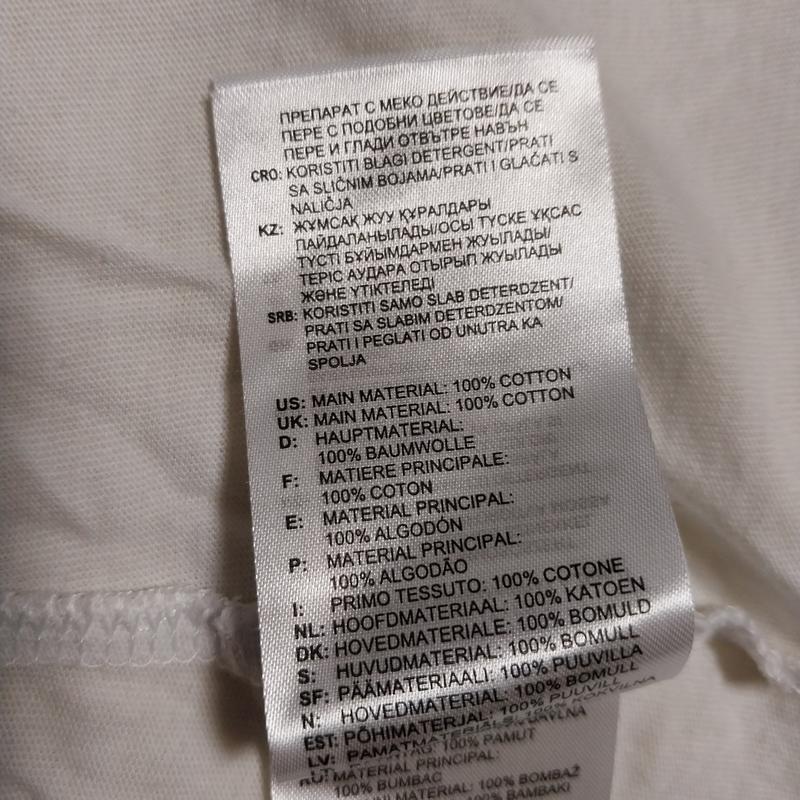 ПРЕПАРАТ С МЕКО ДЕЙСТВИЕ/ДА СЕ
ПЕРЕ С ПОДОБНИ ЦВЕТОВЕ/ДА СЕ
ПЕРЕ И ГЛАДИ ОТВЪТРЕ НАВЪН
CRO: KORISTITI BLAGI DETERGENT/PRATI
SA SLIČNIM BOJAMA/PRATI I GLAČATI S
NALIČJA
KZ: ЖҰМСАК ЖУУ ҚҰРАЛДАРЫ
ПАЙДАЛАНЫЛАДЫ/ОСЫ ТҮСКЕ ҰҚСАС
ТҮСТІ БҰЙЫМДАРМЕН ЖУЫЛАДЫ/
ТЕРІС АУДАРА ОТЫРЫП ЖУЫЛАДЫ
ЖӘНЕ ҮТІКТЕЛЕДІ
SRB: KORISTITI SAMO SLAB DETERDZENT/
PRATI SA SLABIM DETERDZENTOM/
PRATI I PEGLATI OD UNUTRA KA
SPOLJA
US: MAIN MATERIAL: 100% COTTON
UK: MAIN MATERIAL: 100% COTTON
D: HAUPTMATERIAL:
100% BAUMWOLLE
F: MATIERE PRINCIPALE:
100% COTON
E: MATERIAL PRINCIPAL:
100% ALGODÓN
P: MATERIAL PRINCIPAL:
100% ALGODÃO
I: PRIMO TESSUTO: 100% COTONE
NL: HOOFDMATERIAAL: 100% KATOEN
DK: HOVEDMATERIALE: 100% BOMULD
S: HUVUDMATERIAL: 100% BOMULL
SF: PÄÄMATERIAALI: 100% PUUVILLA
N: HOVEDMATERIAL: 100% BOMULL
EST: PÕHIMATERJAL: 100% PUUVILL
LV: PAMATMATERIĀLS: 100% KOKVILNA
100% PAMUT
MATERIAL PRINCIPAL:
100% BUMBAC
100% BOMBAŽ
100% BAMBAKI